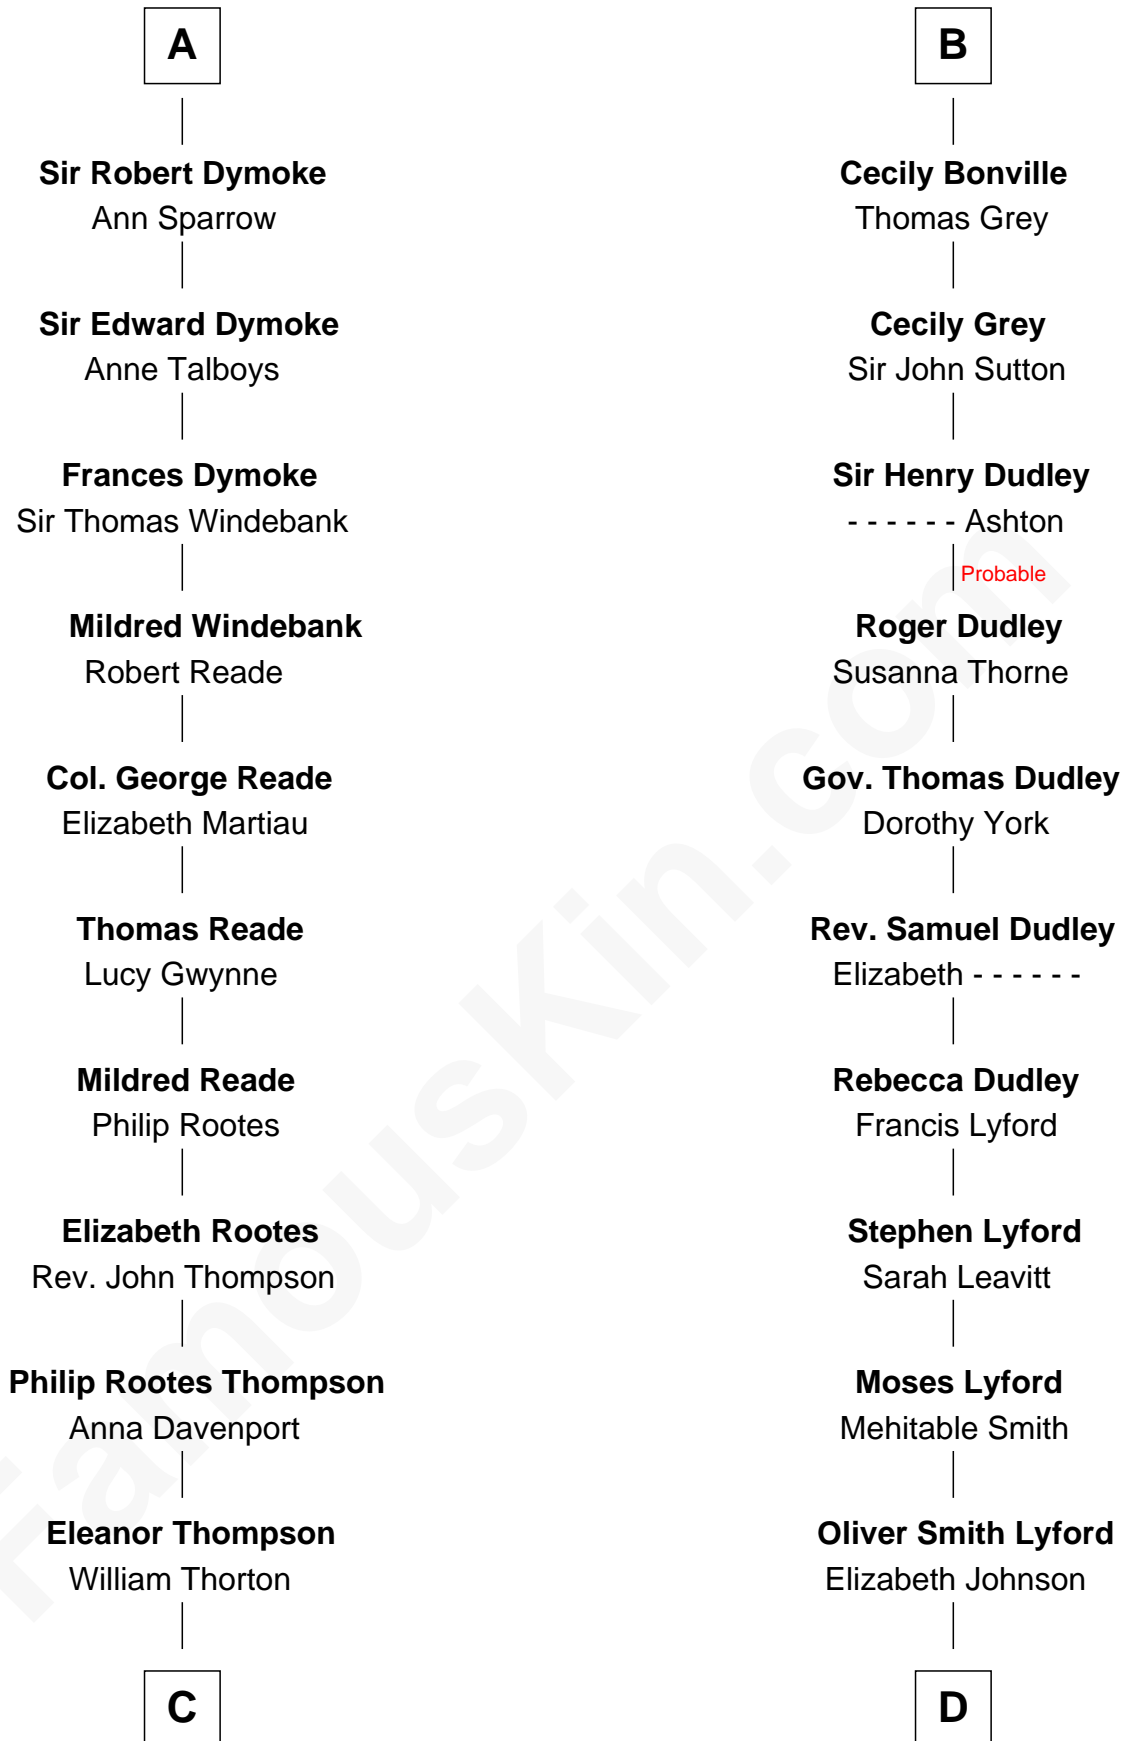 A
Sir Robert Dymoke
Ann Sparrow
Sir Edward Dymoke
Anne Talboys
Frances Dymoke
Sir Thomas Windebank
Mildred Windebank
Robert Reade
Col. George Reade
Elizabeth Martiau
Thomas Reade
Lucy Gwynne
Mildred Reade
Philip Rootes
Elizabeth Rootes
Rev. John Thompson
Philip Rootes Thompson
Anna Davenport
Eleanor Thompson
William Thorton
C
B
Cecily Bonville
Thomas Grey
Cecily Grey
Sir John Sutton
Sir Henry Dudley
- - - - - - Ashton
Probable
Roger Dudley
Susanna Thorne
Gov. Thomas Dudley
Dorothy York
Rev. Samuel Dudley
Elizabeth - - - - - -
Rebecca Dudley
Francis Lyford
Stephen Lyford
Sarah Leavitt
Moses Lyford
Mehitable Smith
Oliver Smith Lyford
Elizabeth Johnson
D
FamousKin.com